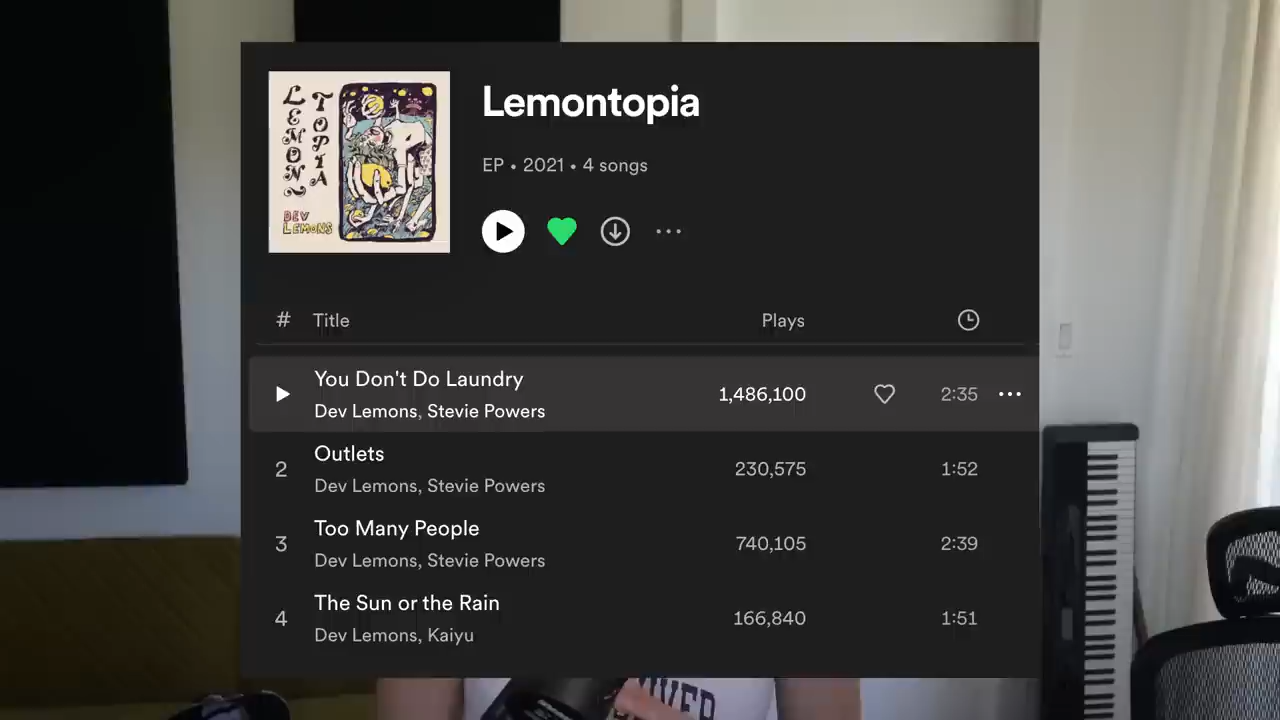 LEMON
TOPIA
DEV
LEMONS
Lemontopia
EP • 2021 • 4 songs
# Title Plays
You Don't Do Laundry 1,486,100 2:35
Dev Lemons, Stevie Powers
2 Outlets 230,575 1:52
Dev Lemons, Stevie Powers
3 Too Many People 740,105 2:39
Dev Lemons, Stevie Powers
4 The Sun or the Rain 166,840 1:51
Dev Lemons, Kaiyu